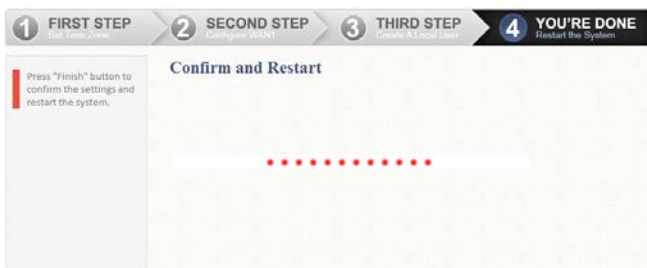 1 FIRST STEP
Set Time Zone
2 SECOND STEP
Configure WAN1
3 THIRD STEP
Create A Local User
4 YOU'RE DONE
Restart the System
Confirm and Restart
Press "Finish" button to
confirm the settings and
restart the system.